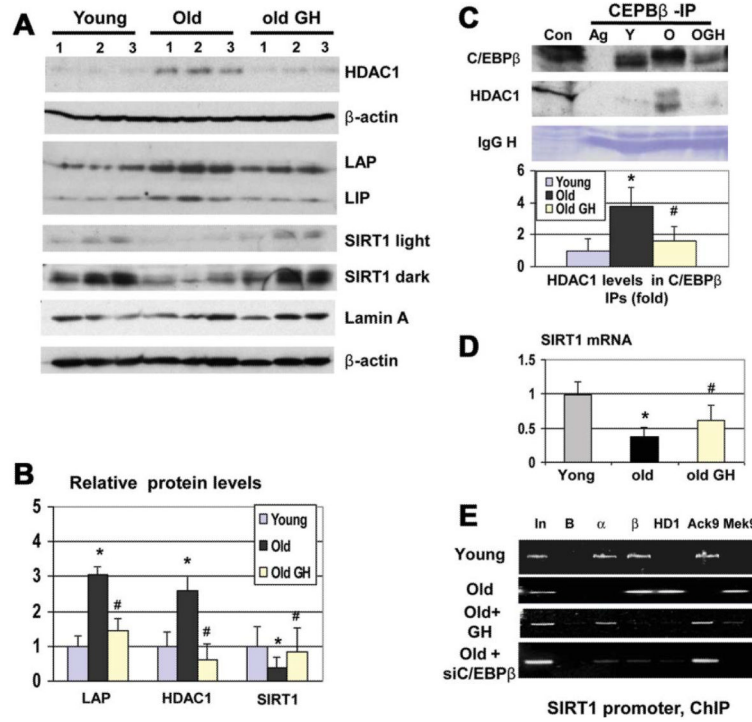 A
Young Old old GH
1 2 3 1 2 3 1 2 3
HDAC1
β-actin
LAP
LIP
SIRT1 light
SIRT1 dark
Lamin A
β-actin
B
Relative protein levels
5
4
3
2
1
0
Young
Old
Old GH
* # * # * #
LAP HDAC1 SIRT1
C
CEPBβ -IP
Con Ag Y O OGH
C/EBPβ
HDAC1
IgG H
6
4
2
0
Young
Old
Old GH
* #
HDAC1 levels in C/EBPβ
IPs (fold)
D
SIRT1 mRNA
1.5
1
0.5
0
* #
Yong old old GH
E
In B α β HD1 Ack9 Mek9
Young
Old
Old+
GH
Old +
siC/EBPβ
SIRT1 promoter, ChIP